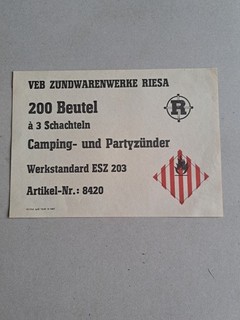 VEB ZÜNDWARENWERKE RIESA
200 Beutel
à 3 Schachteln
Camping- und Partyzünder
Werkstandard ESZ 203
Artikel-Nr.: 8420
R